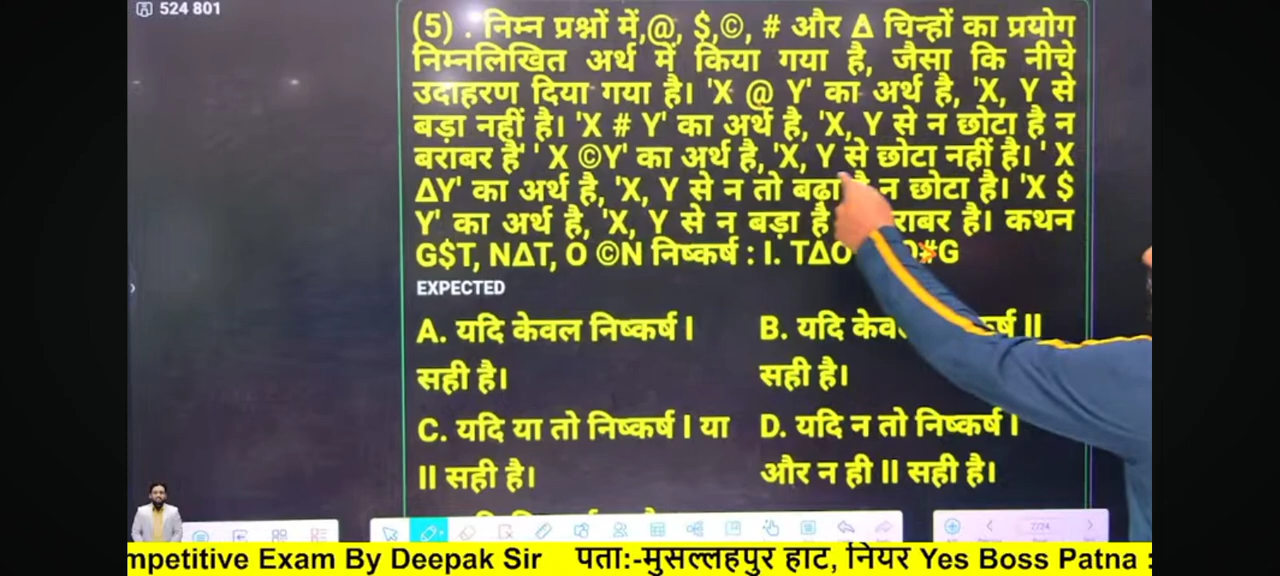 524 801
(5) . निम्न प्रश्नों में,@, $,©, # और Δ चिन्हों का प्रयोग
निम्नलिखित अर्थ में किया गया है, जैसा कि नीचे
उदाहरण दिया गया है। 'X @ Y' का अर्थ है, 'X, Y से
बड़ा नहीं है। 'X # Y' का अर्थ है, 'X, Y से न छोटा है न
बराबर है' ' X ©Y' का अर्थ है, 'X, Y से छोटा नहीं है।' X
ΔY' का अर्थ है, 'X, Y से न तो बढा न छोटा है। 'X $
Y' का अर्थ है, 'X, Y से न बड़ा है बराबर है। कथन
G$T, NΔT, O ©N निष्कर्ष : I. TΔO #G
EXPECTED
A. यदि केवल निष्कर्ष I
सही है।
B. यदि II
सही है।
C. यदि या तो निष्कर्ष I या
II सही है।
D. यदि न तो निष्कर्ष I
और न ही II सही है।
7/24
mpetitive Exam By Deepak Sir पता:-मुसल्लहपुर हाट, नियर Yes Boss Patna :